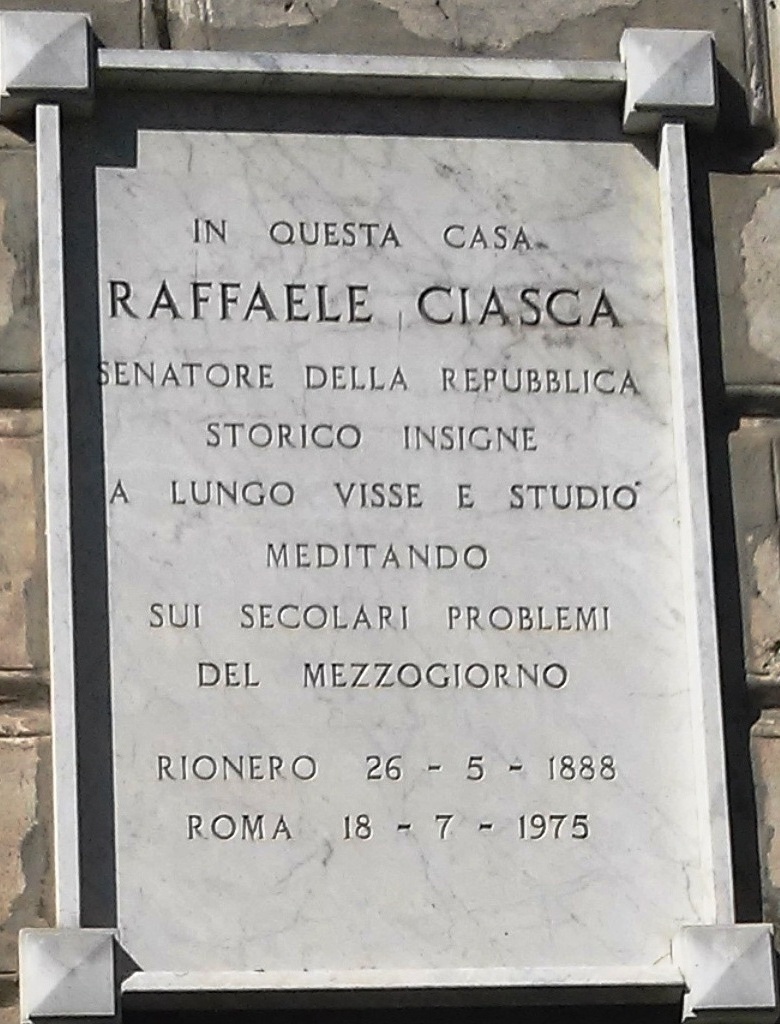 IN QUESTA CASA
RAFFAELE CIASCA
SENATORE DELLA REPUBBLICA
STORICO INSIGNE
A LUNGO VISSE E STUDIÒ
MEDITANDO
SUI SECOLARI PROBLEMI
DEL MEZZOGIORNO
RIONERO 26 - 5 - 1888
ROMA 18 - 7 - 1975